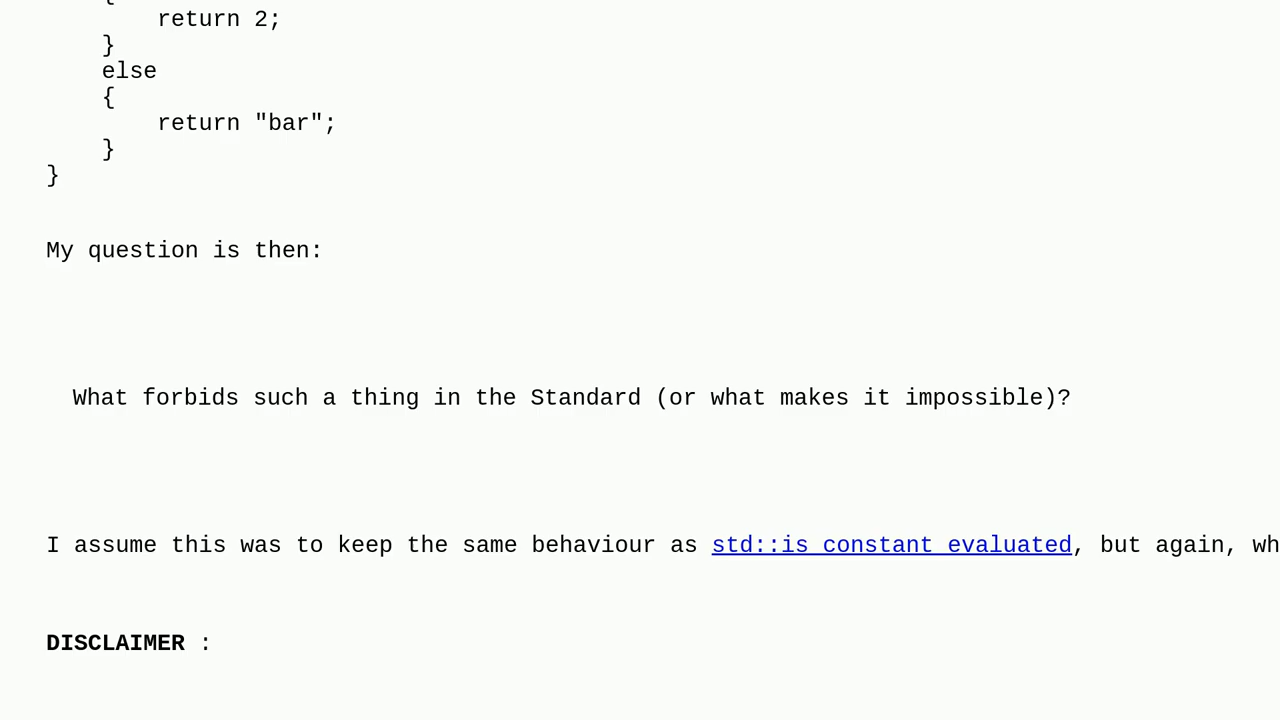 {
return 2;
}
else
{
return "bar";
}
}
My question is then:
What forbids such a thing in the Standard (or what makes it impossible)?
I assume this was to keep the same behaviour as std::is_constant_evaluated, but again, wh
DISCLAIMER :